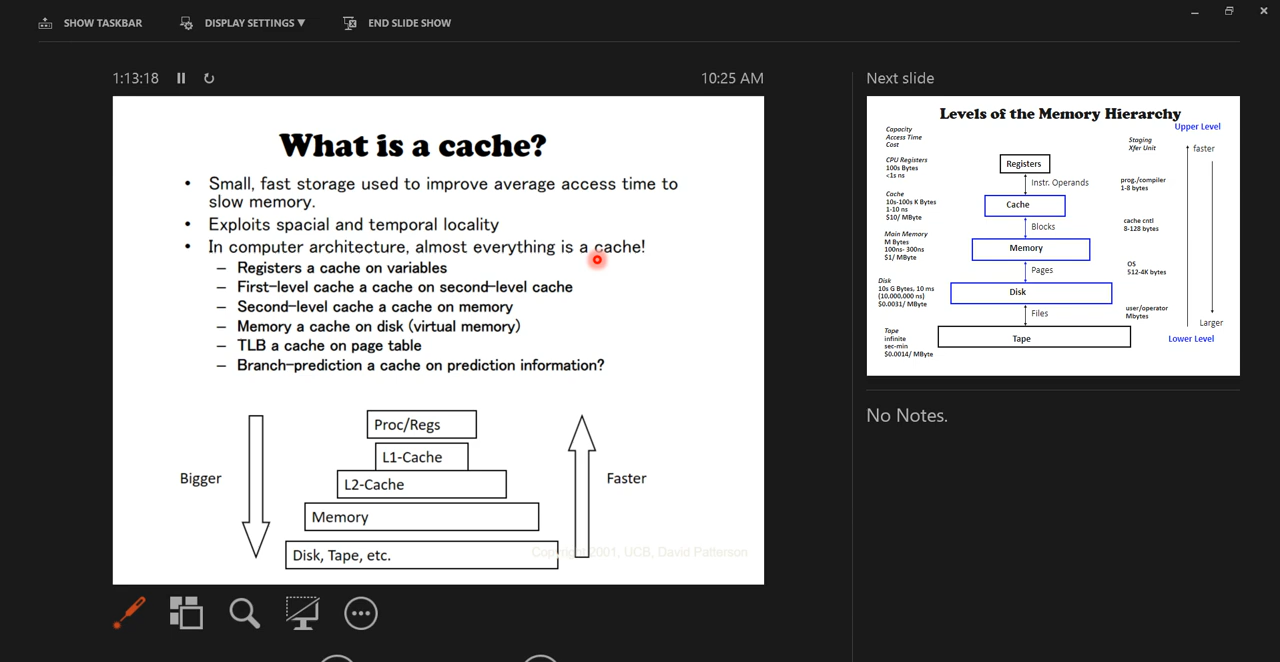 SHOW TASKBAR
DISPLAY SETTINGS ▼
END SLIDE SHOW
1:13:18
10:25 AM
What is a cache?
• Small, fast storage used to improve average access time to
slow memory.
• Exploits spacial and temporal locality
• In computer architecture, almost everything is a cache!
– Registers a cache on variables
– First-level cache a cache on second-level cache
– Second-level cache a cache on memory
– Memory a cache on disk (virtual memory)
– TLB a cache on page table
– Branch-prediction a cache on prediction information?
Proc/Regs
L1-Cache
L2-Cache
Memory
Disk, Tape, etc.
Bigger
Faster
Copyright 2001, UCB, David Patterson
Next slide
Levels of the Memory Hierarchy
Capacity
Access Time
Cost
CPU Registers
100s Bytes
<1s ns
Cache
10s-100s K Bytes
1-10 ns
$10/ MByte
Main Memory
M Bytes
100ns- 300ns
$1/ MByte
Disk
10s G Bytes, 10 ms
(10,000,000 ns)
$0.0031/ MByte
Tape
infinite
sec-min
$0.0014/ MByte
Registers
Instr. Operands
Cache
Blocks
Memory
Pages
Disk
Files
Tape
Staging
Xfer Unit
prog./compiler
1-8 bytes
cache cntl
8-128 bytes
OS
512-4K bytes
user/operator
Mbytes
Upper Level
faster
Larger
Lower Level
No Notes.